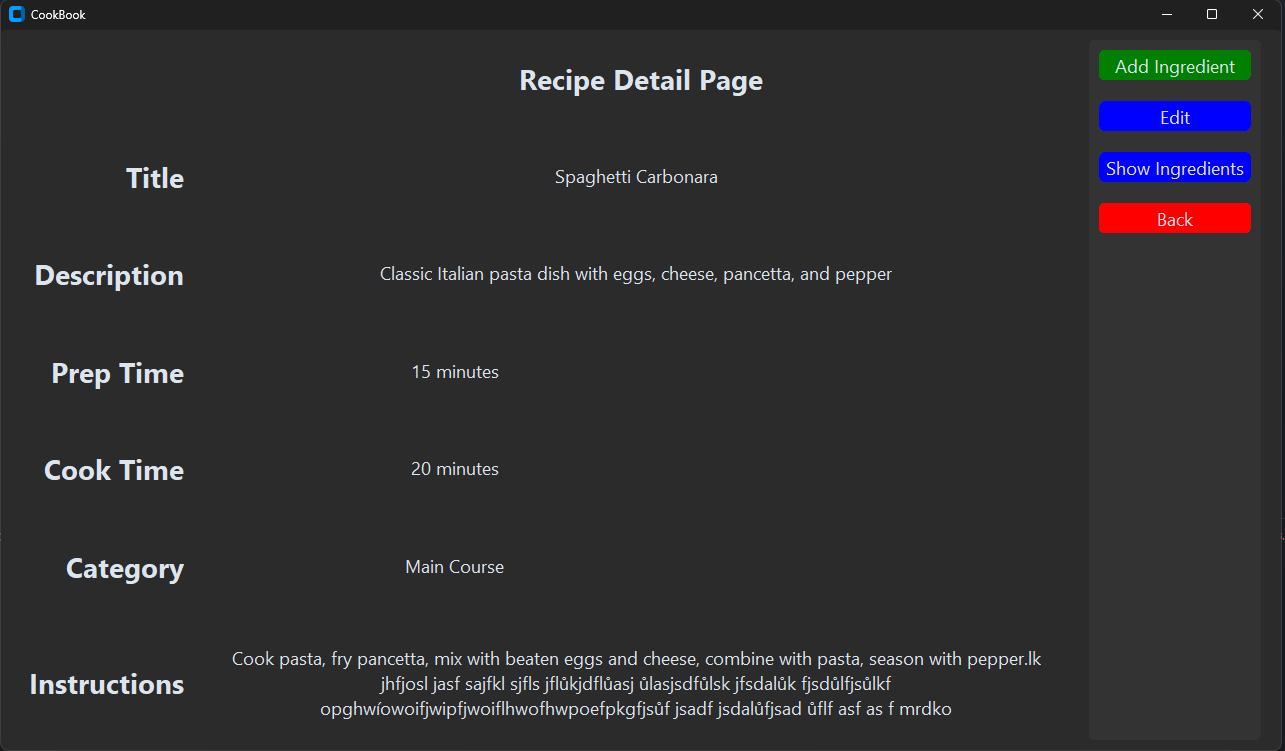 CookBook
Recipe Detail Page
Add Ingredient
Edit
Show Ingredients
Back
Title
Spaghetti Carbonara
Description
Classic Italian pasta dish with eggs, cheese, pancetta, and pepper
Prep Time
15 minutes
Cook Time
20 minutes
Category
Main Course
Instructions
Cook pasta, fry pancetta, mix with beaten eggs and cheese, combine with pasta, season with pepper.lk
jhfjosl jasf sajfkl sjfls jflůkjdflůasj ůlasjsdfůlsk jfsdalůk fjsdůlfjsůlkf
opghwíowoifjwipfjwoiflhwofhwpoefpkgfjsůf jsadf jsdalůfjsad ůflf asf as f mrdko